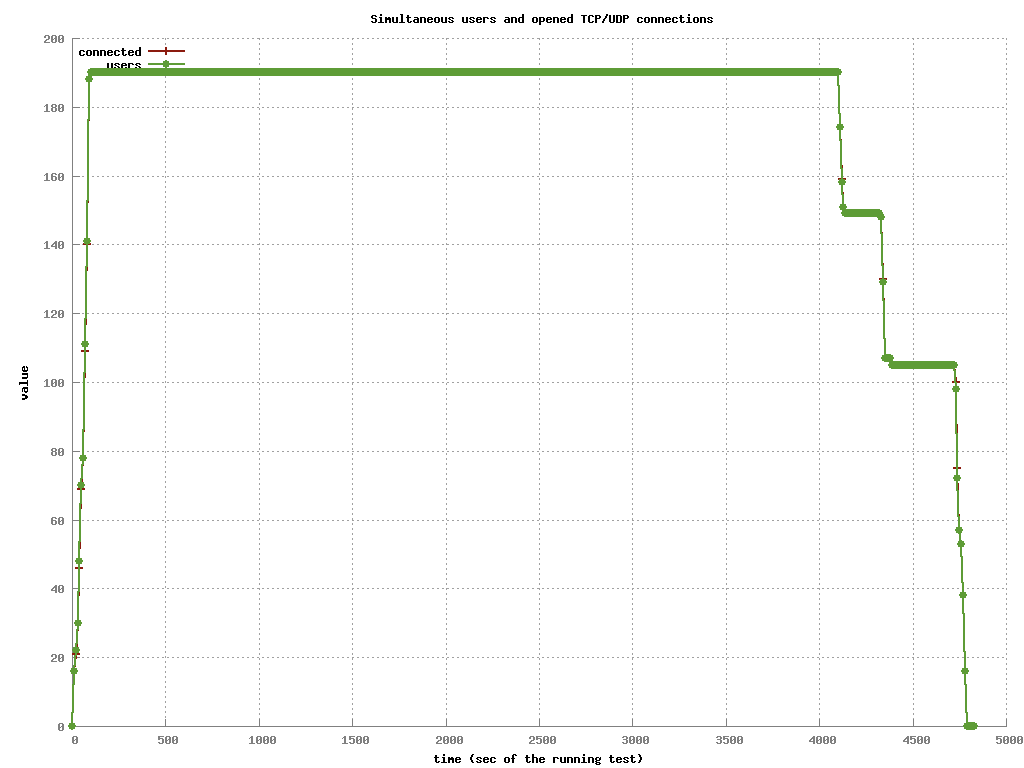 Simultaneous users and opened TCP/UDP connections
200
connected
users
180
160
140
120
100
80
60
40
20
0
value
0 500 1000 1500 2000 2500 3000 3500 4000 4500 5000
time (sec of the running test)